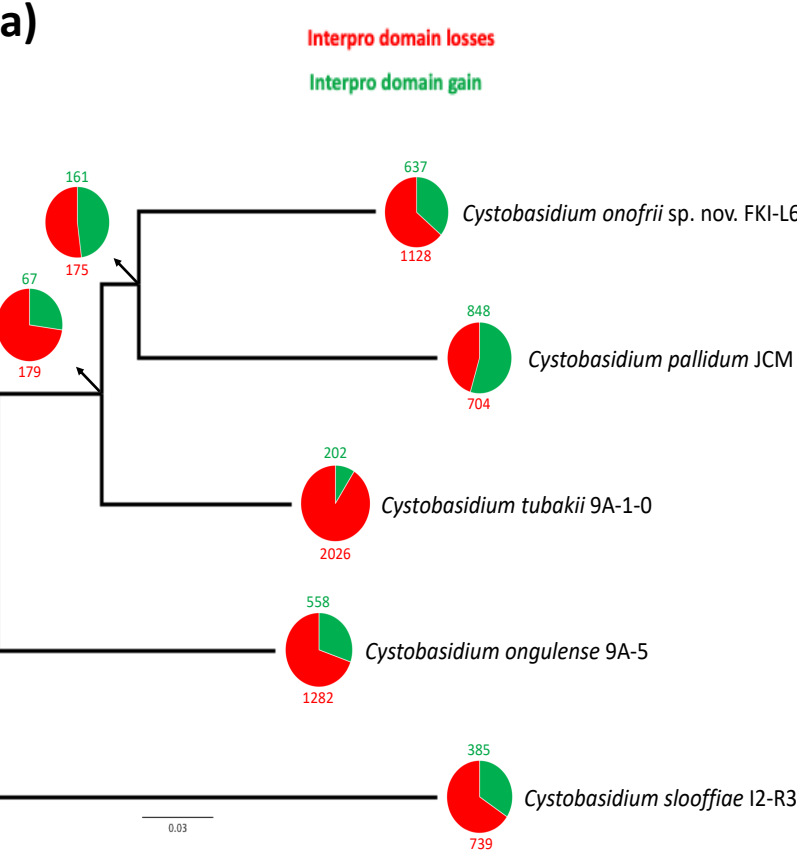 a)
Interpro domain losses
Interpro domain gain
161
175
67
179
637
1128
Cystobasidium onofrii sp. nov. FKI-L6
848
704
Cystobasidium pallidum JCM
202
2026
Cystobasidium tubakii 9A-1-0
558
1282
Cystobasidium ongulense 9A-5
385
739
Cystobasidium slooffiae I2-R3
0.03